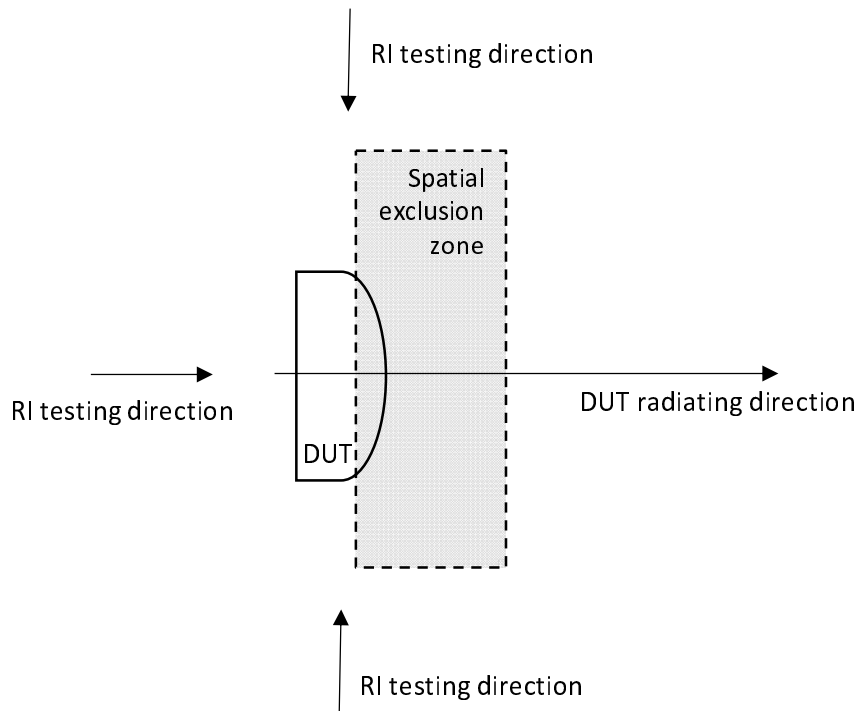 RI testing direction
Spatial
exclusion
zone
RI testing direction
DUT radiating direction
DUT
RI testing direction